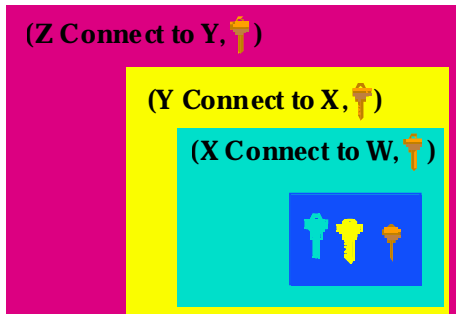 (Z Connect to Y, )
(Y Connect to X, )
(X Connect to W, )